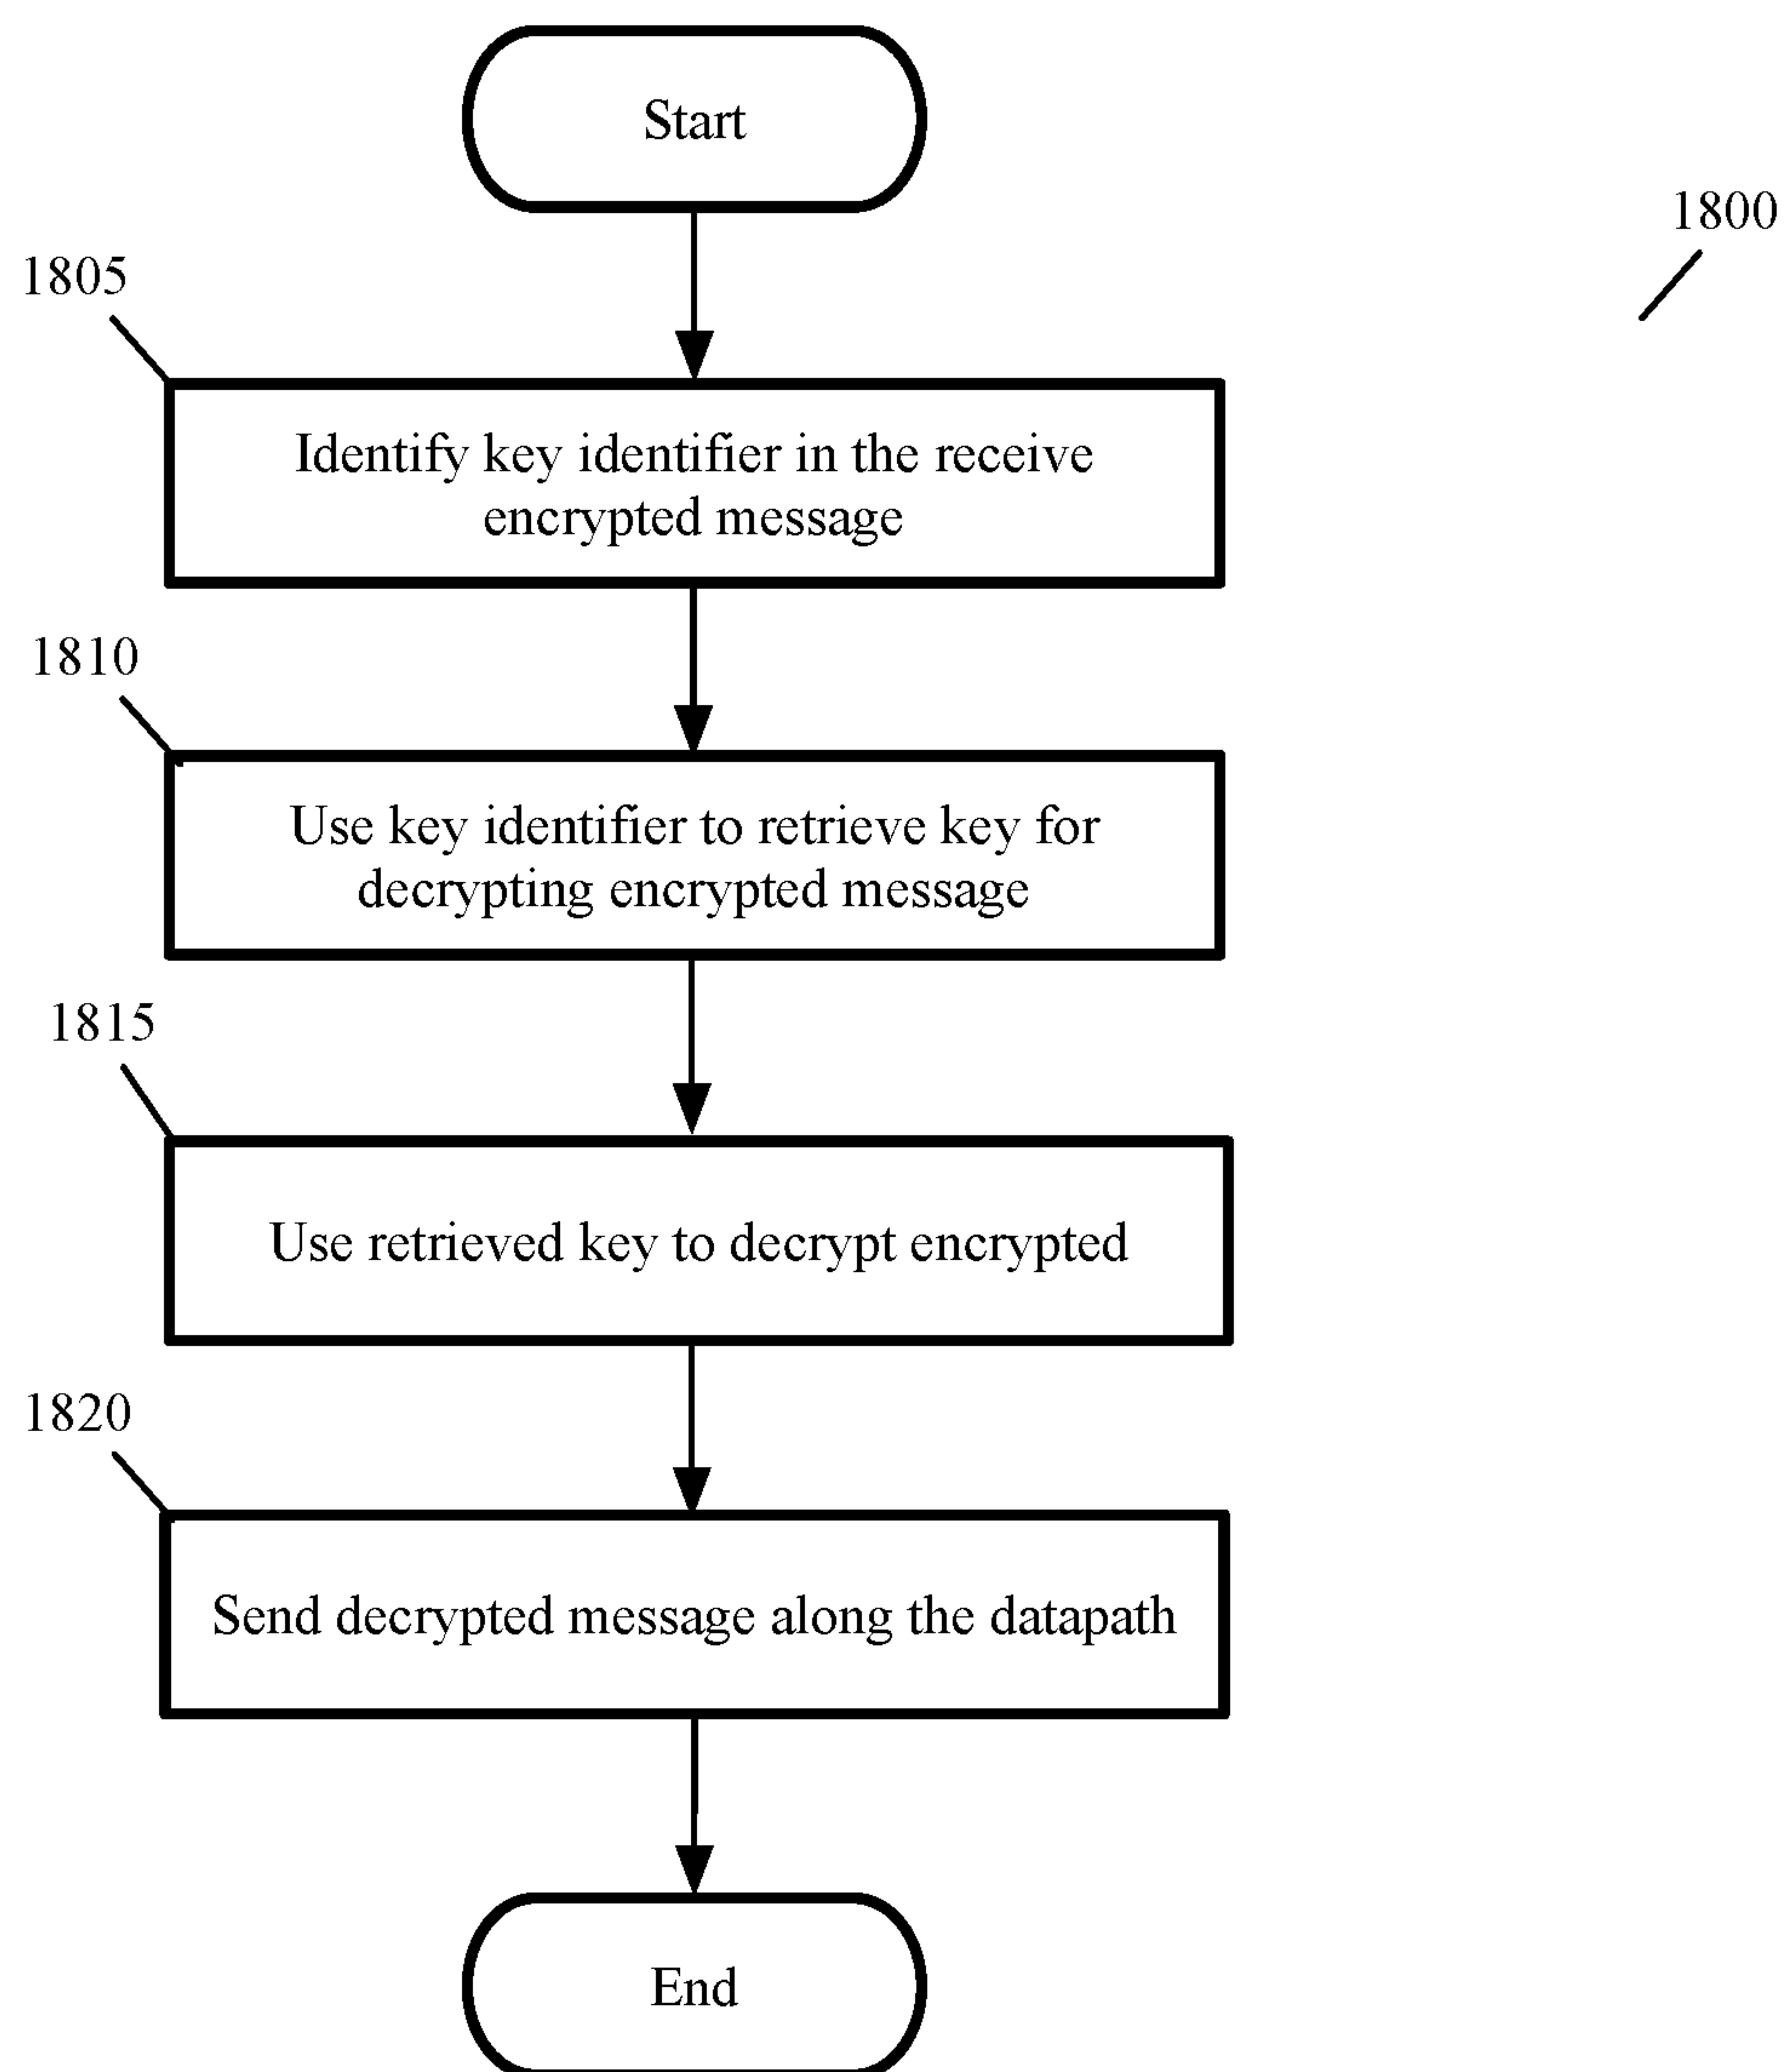 Start
1800
1805
Identify key identifier in the receive
encrypted message
1810
Use key identifier to retrieve key for
decrypting encrypted message
1815
Use retrieved key to decrypt encrypted
1820
Send decrypted message along the datapath
End